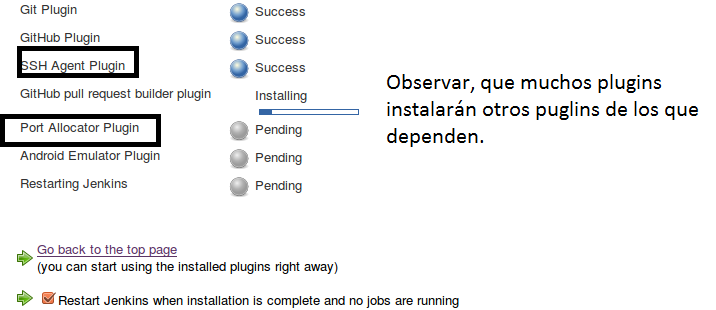 Git Plugin Success
GitHub Plugin Success
SSH Agent Plugin Success
GitHub pull request builder plugin Installing
Port Allocator Plugin Pending
Android Emulator Plugin Pending
Restarting Jenkins Pending
Observar, que muchos plugins
instalarán otros puglins de los que
dependen.
Go back to the top page
(you can start using the installed plugins right away)
Restart Jenkins when installation is complete and no jobs are running